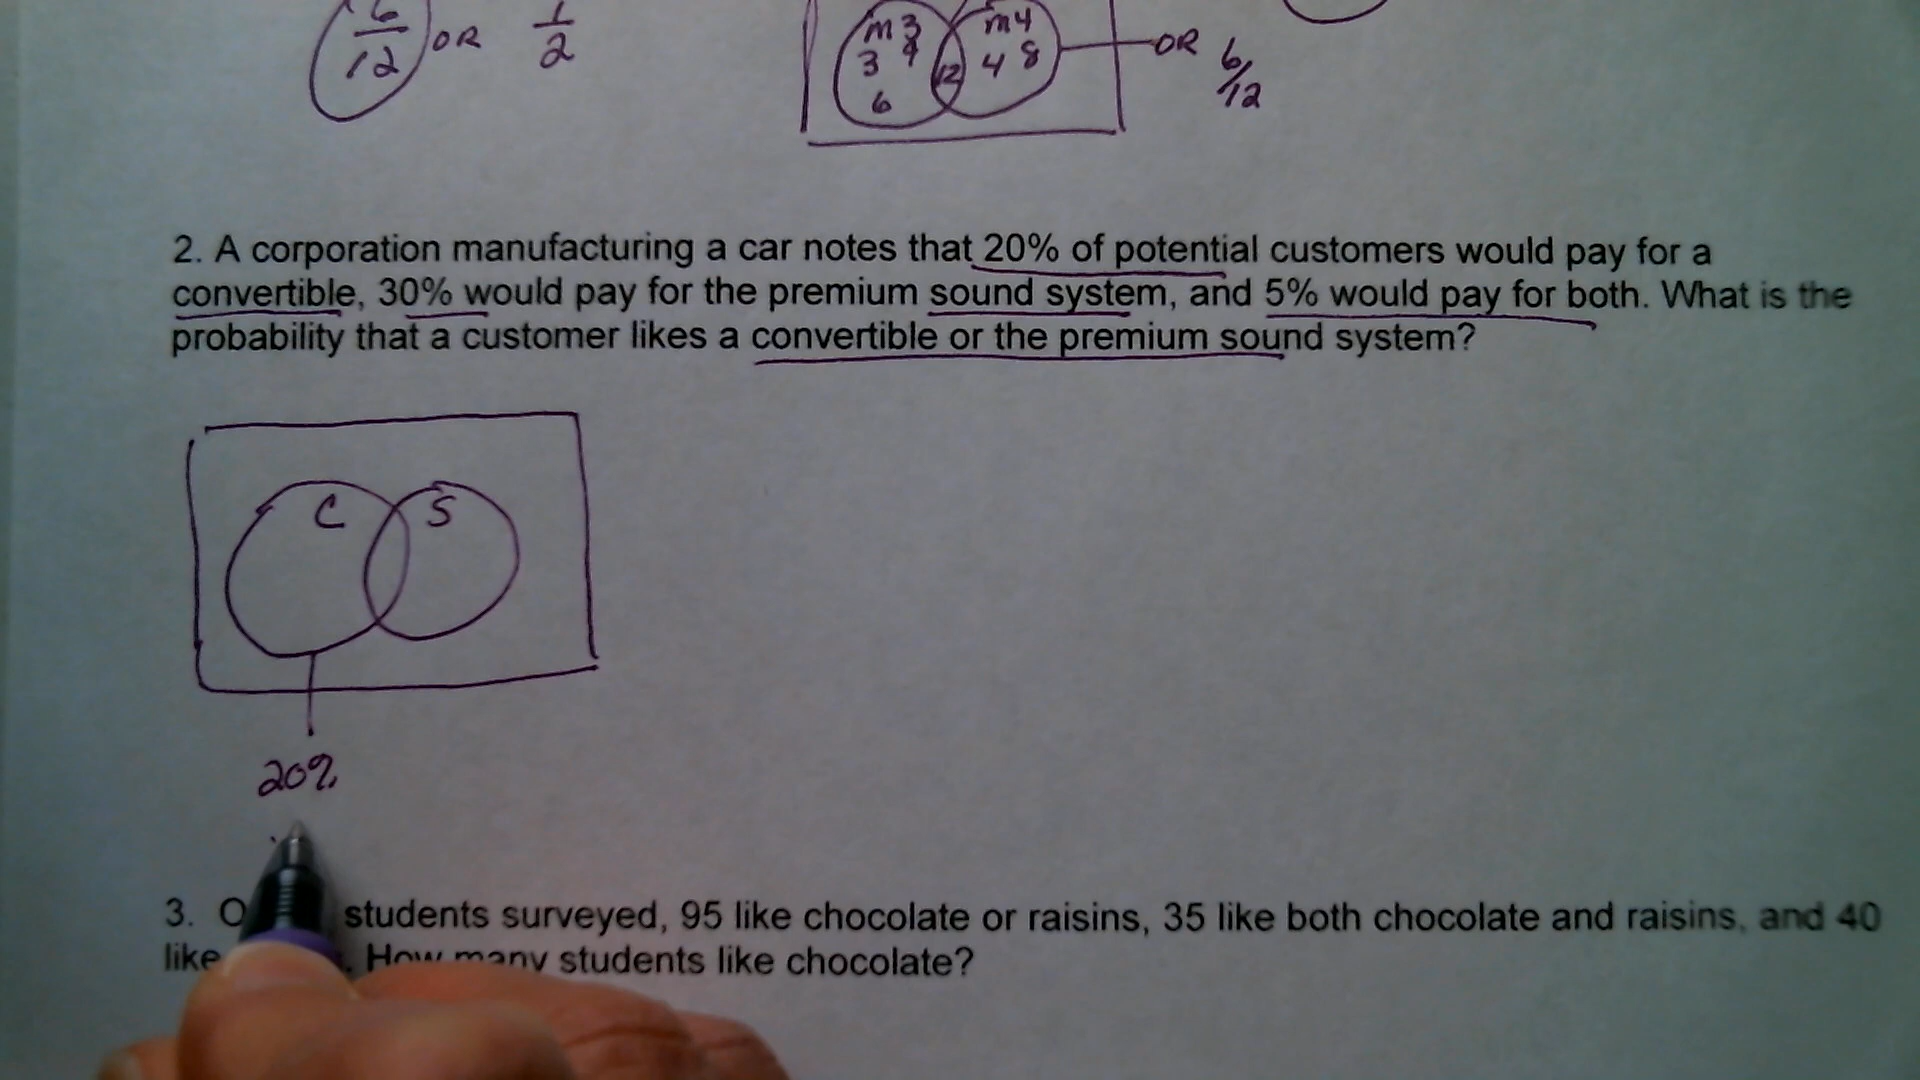 6/12 OR 1/2
m3 m4
3 9 12 4 8
6
OR 6/12
2. A corporation manufacturing a car notes that 20% of potential customers would pay for a
convertible, 30% would pay for the premium sound system, and 5% would pay for both. What is the
probability that a customer likes a convertible or the premium sound system?
C S
20%
3. students surveyed, 95 like chocolate or raisins, 35 like both chocolate and raisins, and 40
like . How many students like chocolate?